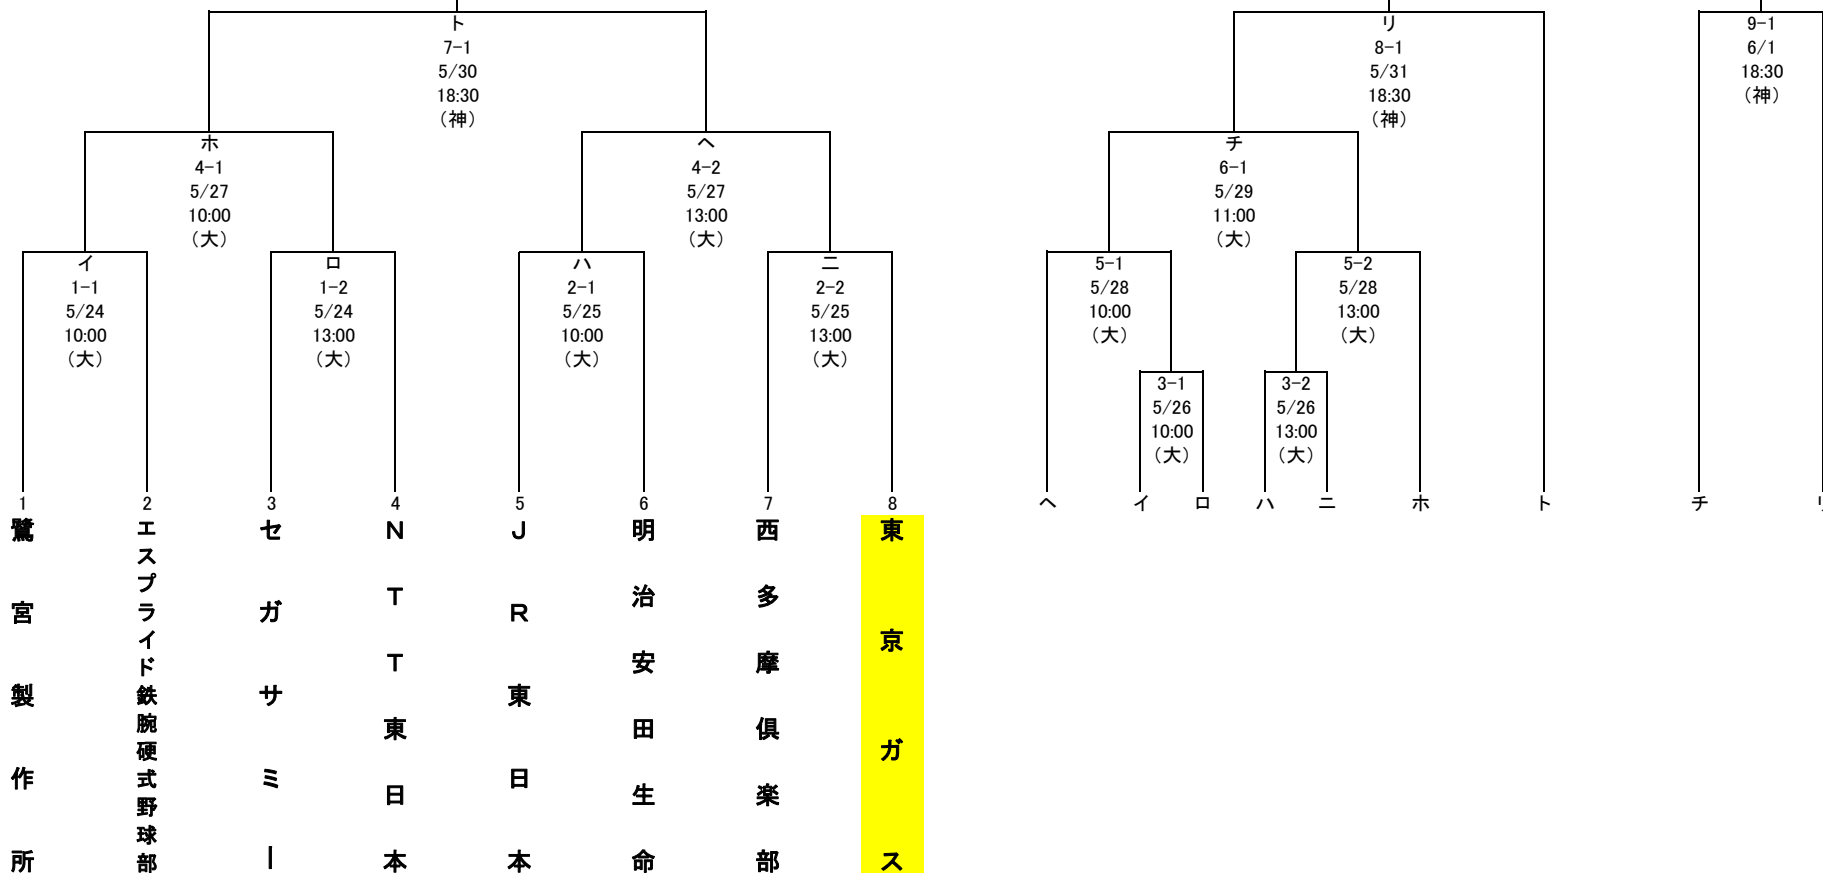 ト
7-1
5/30
18:30
（神）
リ
8-1
5/31
18:30
（神）
9-1
6/1
18:30
（神）
ホ
4-1
5/27
10:00
（大）
ヘ
4-2
5/27
13:00
（大）
チ
6-1
5/29
11:00
（大）
イ
1-1
5/24
10:00
（大）
ロ
1-2
5/24
13:00
（大）
ハ
2-1
5/25
10:00
（大）
ニ
2-2
5/25
13:00
（大）
5-1
5/28
10:00
（大）
5-2
5/28
13:00
（大）
3-1
5/26
10:00
（大）
3-2
5/26
13:00
（大）
1
2
3
4
5
6
7
8
ヘ
イ
ロ
ハ
ニ
ホ
ト
チ
リ
鷺宮製作所
エスプライド鉄腕硬式野球部
セガサミー
ＮＴＴ東日本
ＪＲ東日本
明治安田生命
西多摩倶楽部
東京ガス